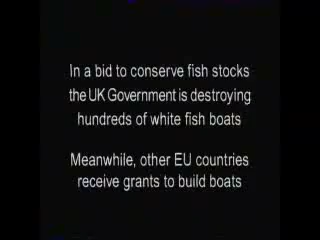 In a bid to conserve fish stocks
the UK Government is destroying
hundreds of white fish boats
Meanwhile, other EU countries
receive grants to build boats